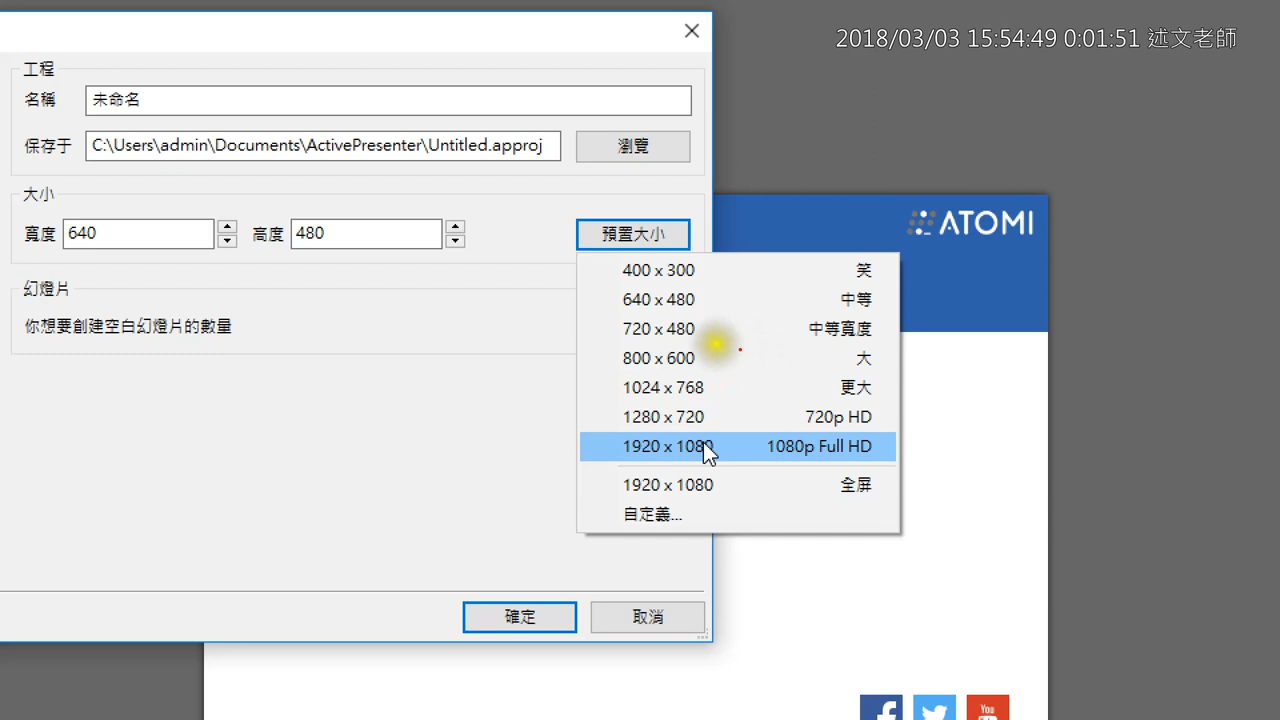 2018/03/03 15:54:49 0:01:51 述文老師
工程
名稱 未命名
保存于 C:\Users\admin\Documents\ActivePresenter\Untitled.approj 瀏覽
大小
寬度 640 高度 480 預置大小
ATOMI
400 x 300 笑
640 x 480 中等
720 x 480 中等寬度
800 x 600 大
1024 x 768 更大
1280 x 720 720p HD
1920 x 1080 1080p Full HD
1920 x 1080 全屏
自定義...
幻燈片
你想要創建空白幻燈片的數量
確定 取消
You